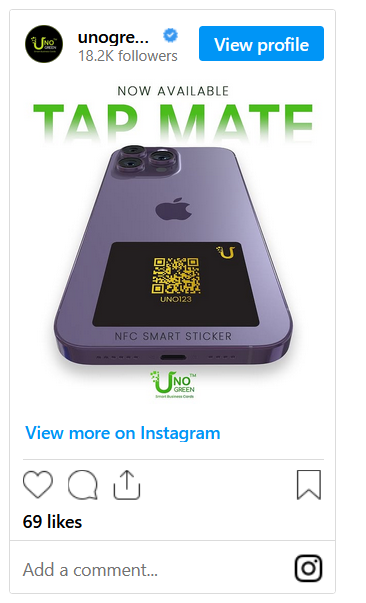 unogre...
18.2K followers
View profile
NOW AVAILABLE
TAP MATE
UNO123
NFC SMART STICKER
UNO™
GREEN
Smart Business Cards
View more on Instagram
69 likes
Add a comment...